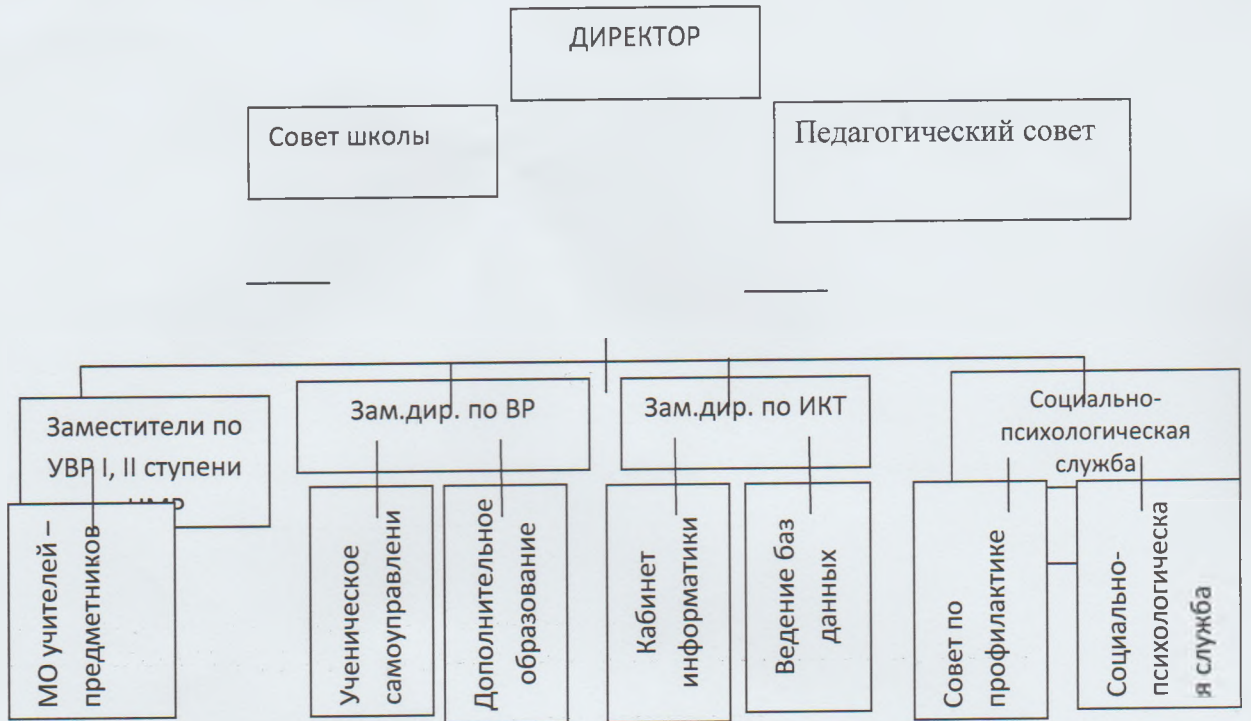 ДИРЕКТОР
Совет школы
Педагогический совет
Заместители по
УВР I, II ступени
Зам.дир. по ВР
Зам.дир. по ИКТ
Социально-
психологическая
служба
МО учителей –
предметников
Ученическое
самоуправлени
Дополнительное
образование
Кабинет
информатики
Ведение баз
данных
Совет по
профилактике
Социально-
психологическа
я служба